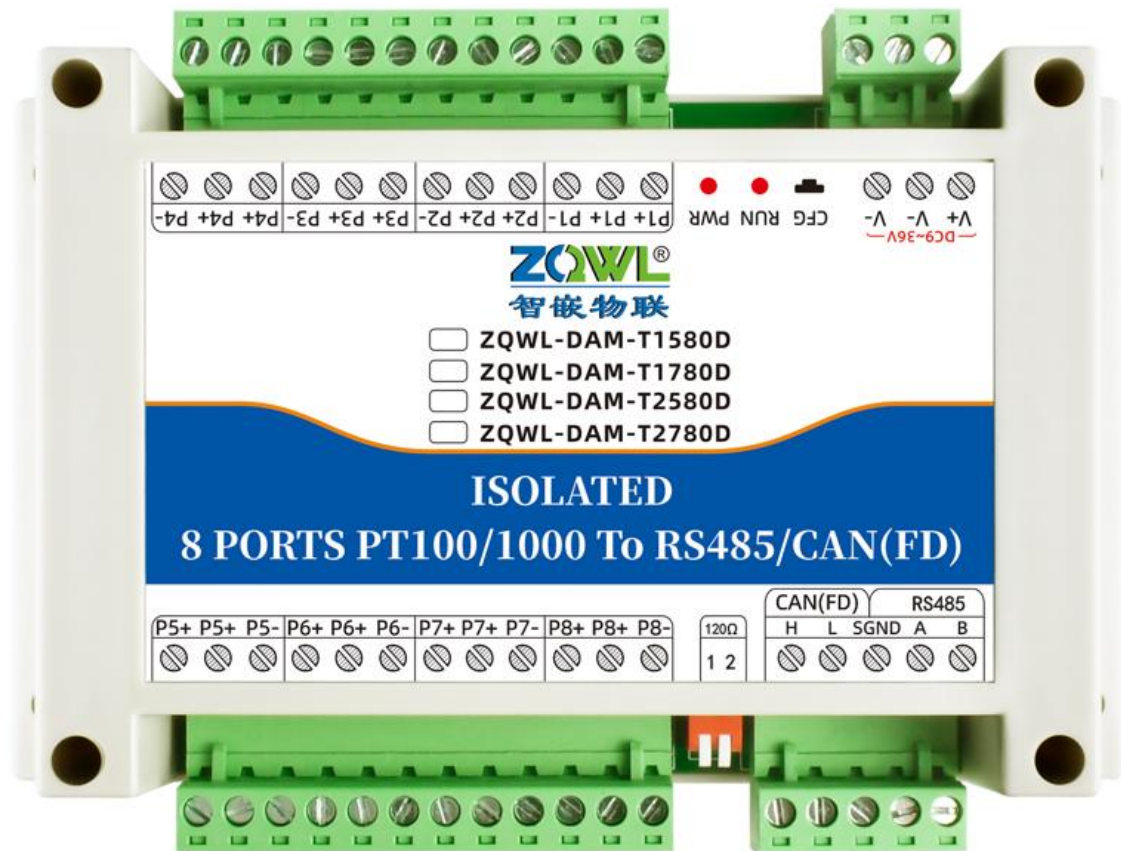 P4- P4+ P4+ P3- P3+ P3+ P2- P2+ P2+ P1- P1+ P1+ PWR RUN CFG V- V- V+
DC9~36V
ZQWL®
智嵌物联
ZQWL-DAM-T1580D
ZQWL-DAM-T1780D
ZQWL-DAM-T2580D
ZQWL-DAM-T2780D
ISOLATED
8 PORTS PT100/1000 To RS485/CAN(FD)
CAN(FD) RS485
P5+ P5+ P5- P6+ P6+ P6- P7+ P7+ P7- P8+ P8+ P8- 120Ω H L SGND A B
1 2